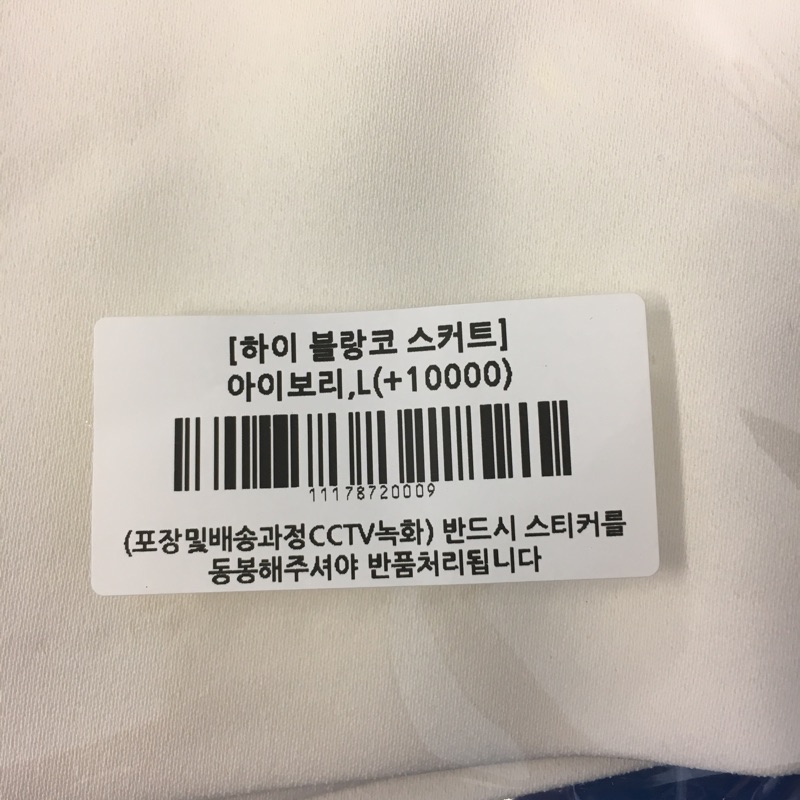 [하이 블랑코 스커트]
아이보리,L(+10000)
11178720009
(포장및배송과정CCTV녹화) 반드시 스티커를
동봉해주셔야 반품처리됩니다